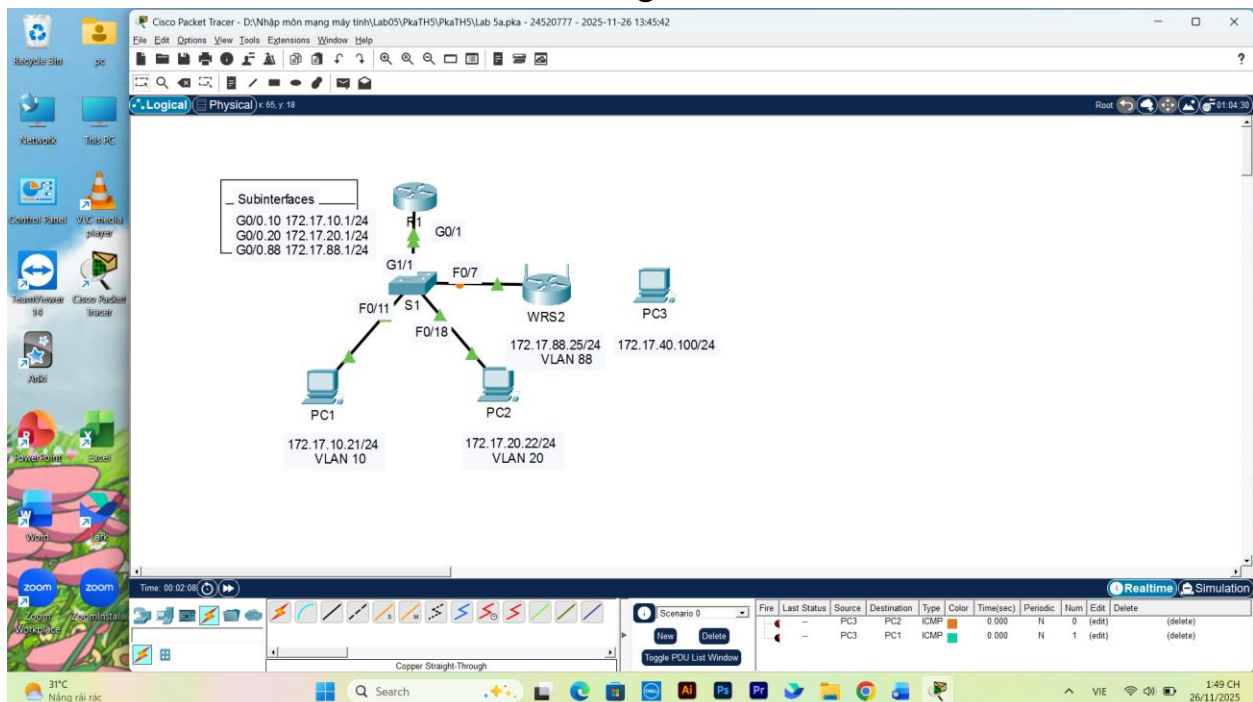 Cisco Packet Tracer - D:\Nhập môn mạng máy tính\Lab05\PkaTH5\PkaTH5\Lab 5a.pka - 24520777 - 2025-11-26 13:45:42
File Edit Options View Tools Extensions Window Help
?
Logical Physical x: 65, y: 18
Root 01:04:30
Recycle Bin pc
Network This PC
Control Panel VLC media player
TeamViewer Cisco Packet Tracer
Anki
PowerPoint Excel
Word Lark
zoom zoom
Zoom Workplace
Subinterfaces
G0/0.10 172.17.10.1/24
G0/0.20 172.17.20.1/24
G0/0.88 172.17.88.1/24
R1
G0/1
G1/1
F0/7
S1
F0/11
F0/18
WRS2
PC3
172.17.88.25/24
VLAN 88
172.17.40.100/24
PC1
PC2
172.17.10.21/24
VLAN 10
172.17.20.22/24
VLAN 20
Time: 00:02:08
Realtime Simulation
Copper Straight-Through
Scenario 0
New Delete
Toggle PDU List Window
Fire Last Status Source Destination Type Color Time(sec) Periodic Num Edit Delete
-- PC3 PC2 ICMP 0.000 N 0 (edit) (delete)
-- PC3 PC1 ICMP 0.000 N 1 (edit) (delete)
31°C
Nắng rải rác
Search
DELL Ai Ps Pr
VIE
1:49 CH
26/11/2025